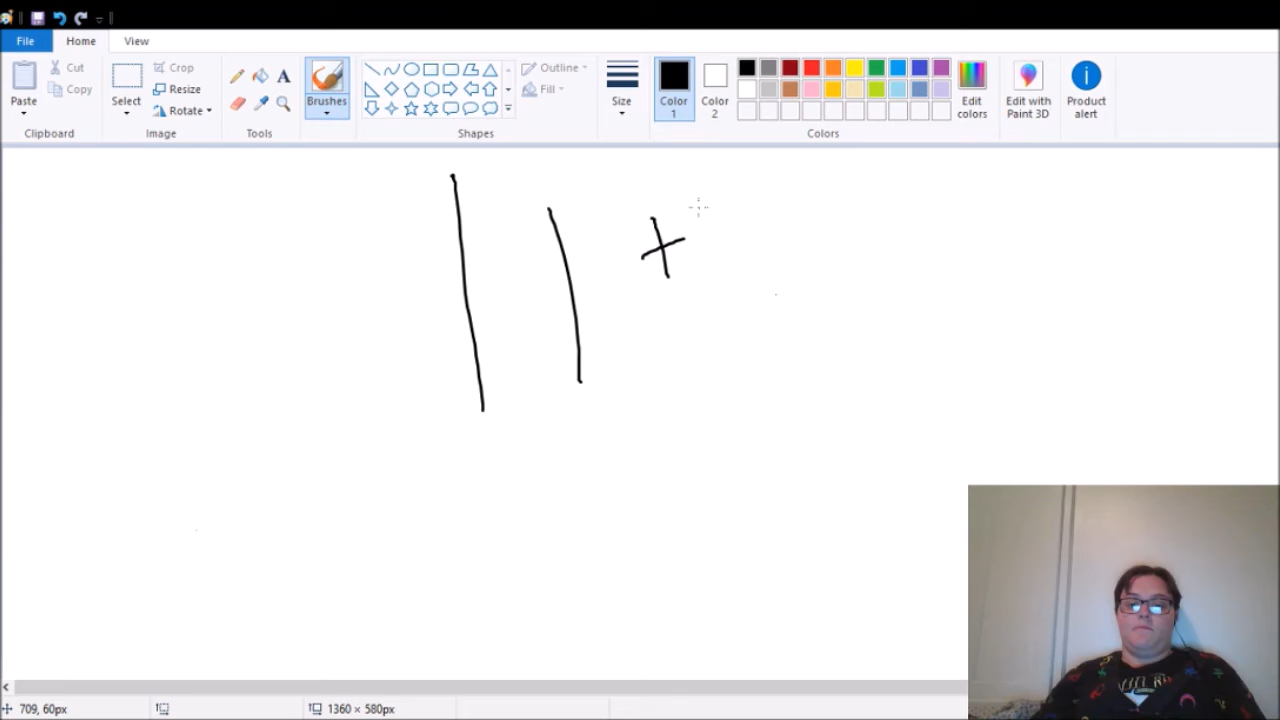 File Home View
Paste Cut Copy Clipboard
Select Crop Resize Rotate Image
A Tools
Brushes
Outline Fill Shapes
Size
Color 1 Color 2 Edit colors Colors
Edit with Paint 3D
Product alert
11+
709, 60px 1360 × 580px